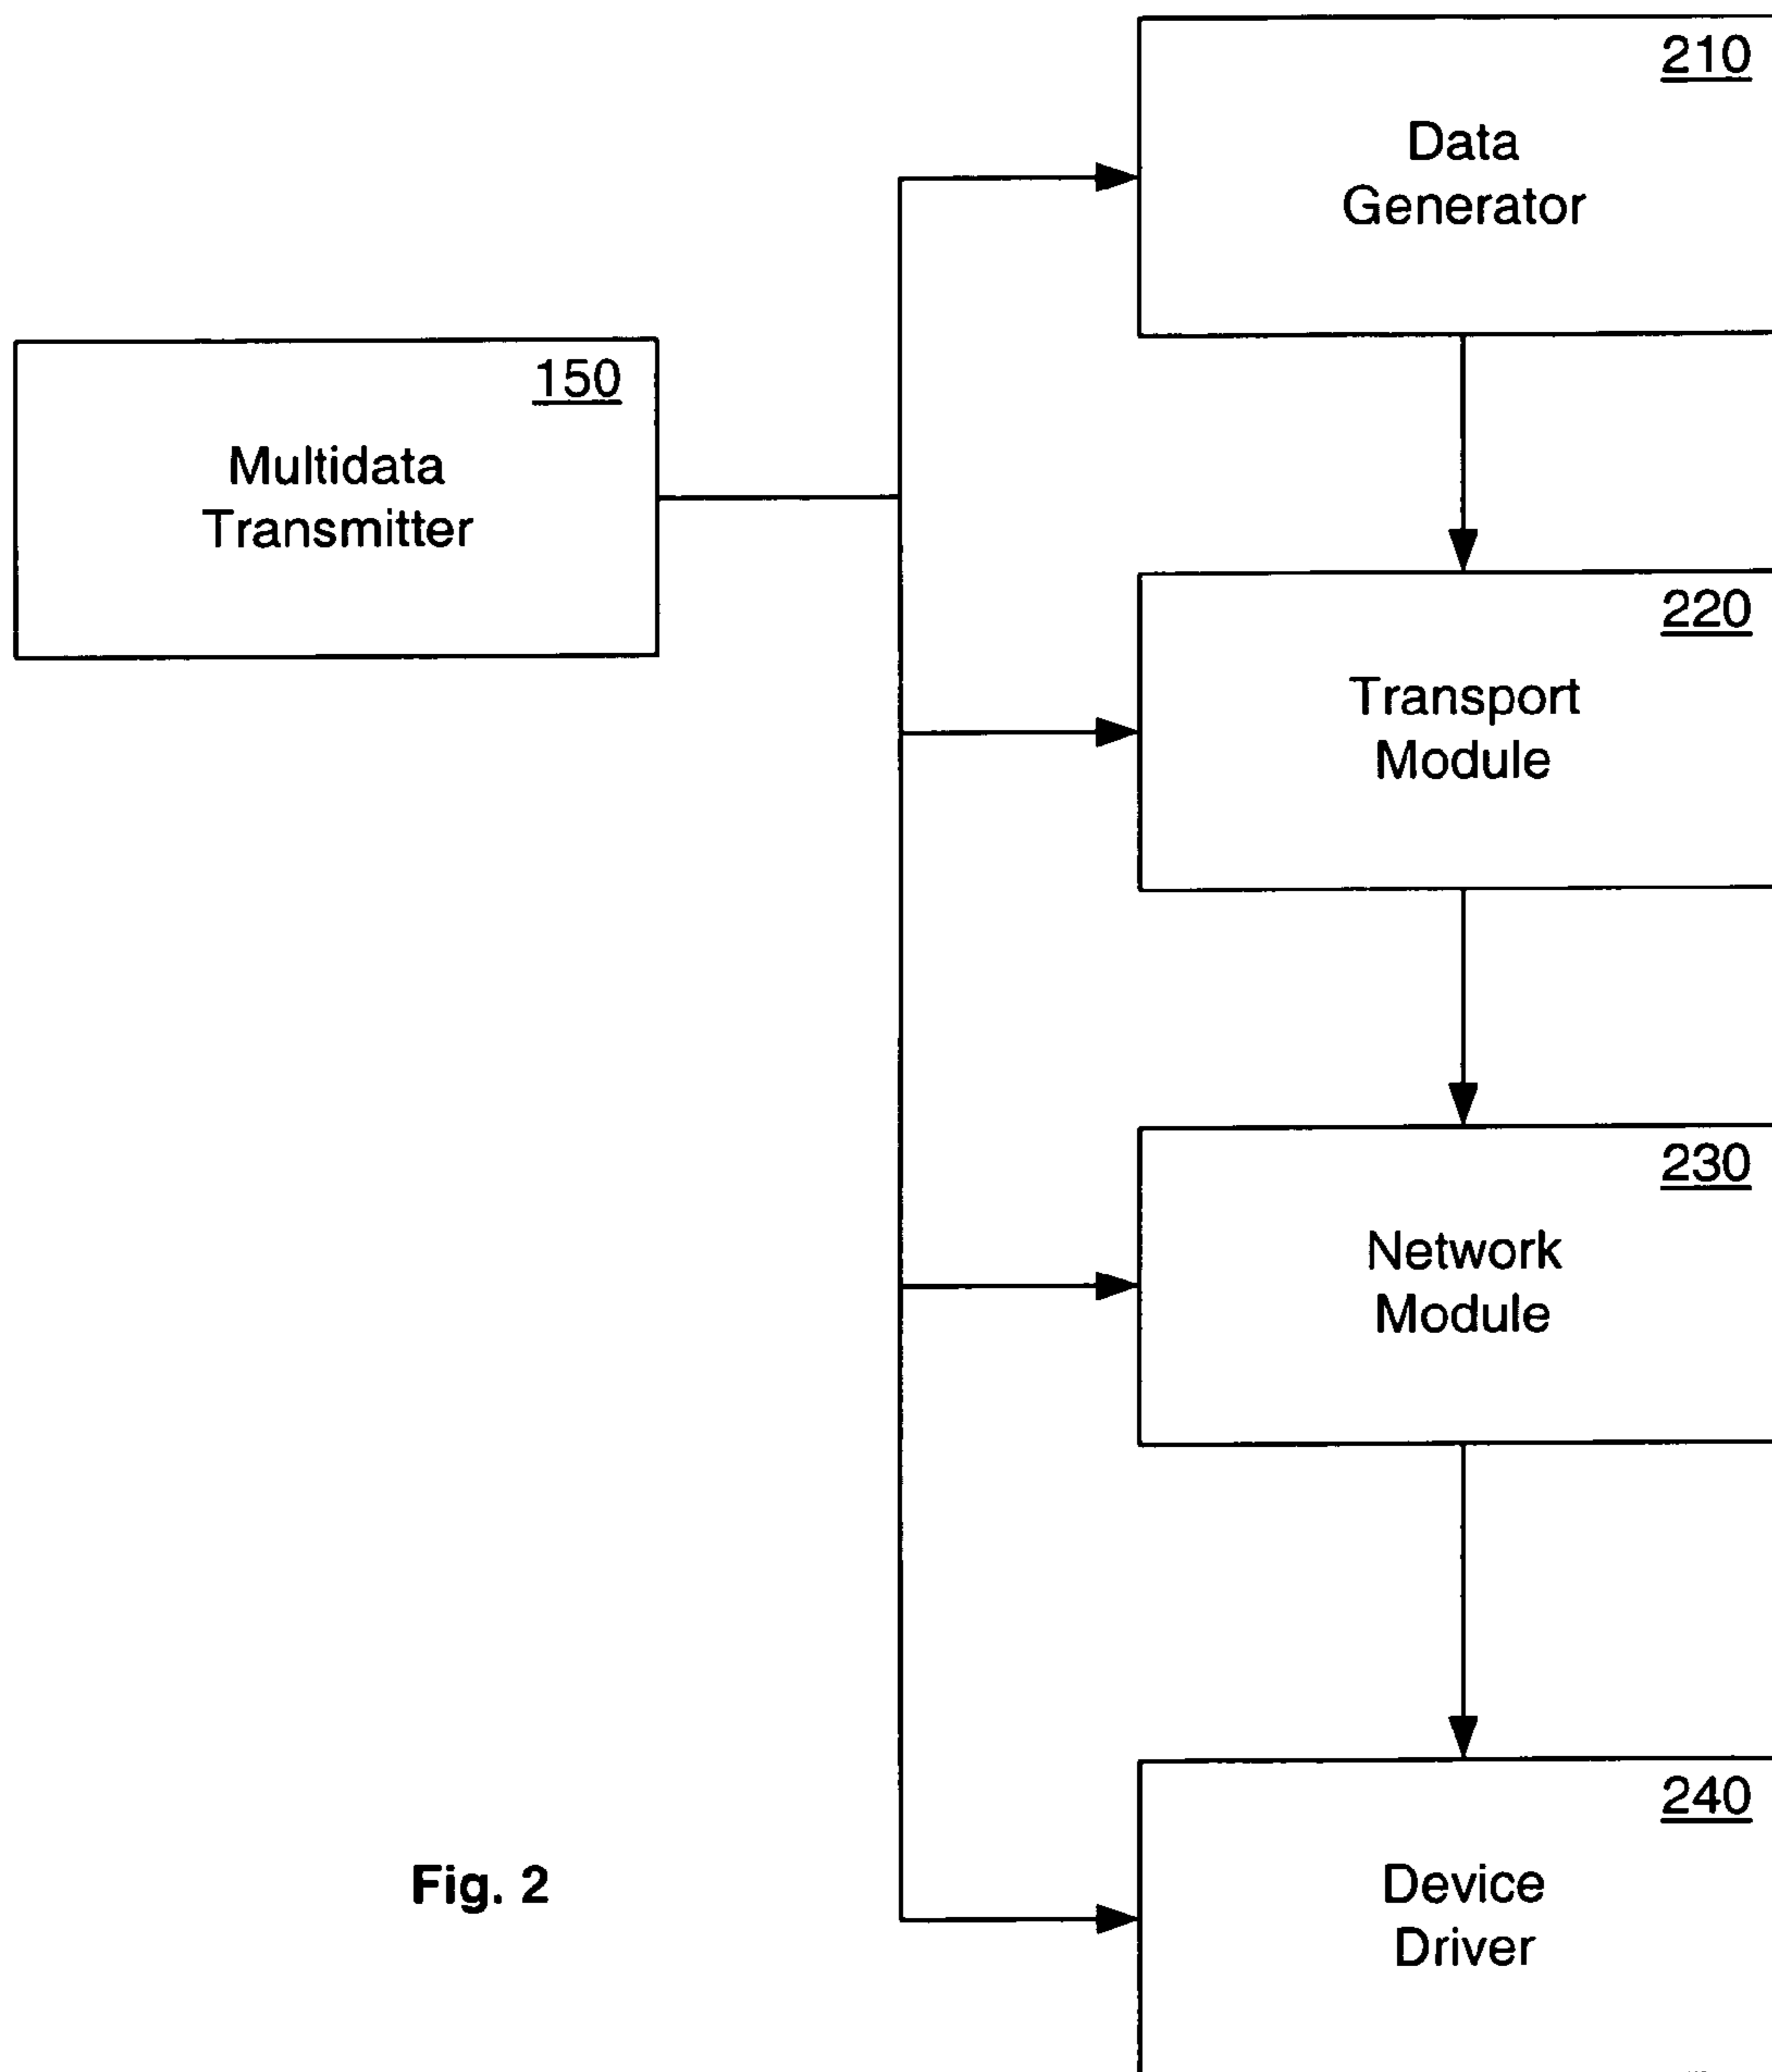 210
Data
Generator
150
Multidata
Transmitter
220
Transport
Module
230
Network
Module
240
Device
Driver
Fig. 2